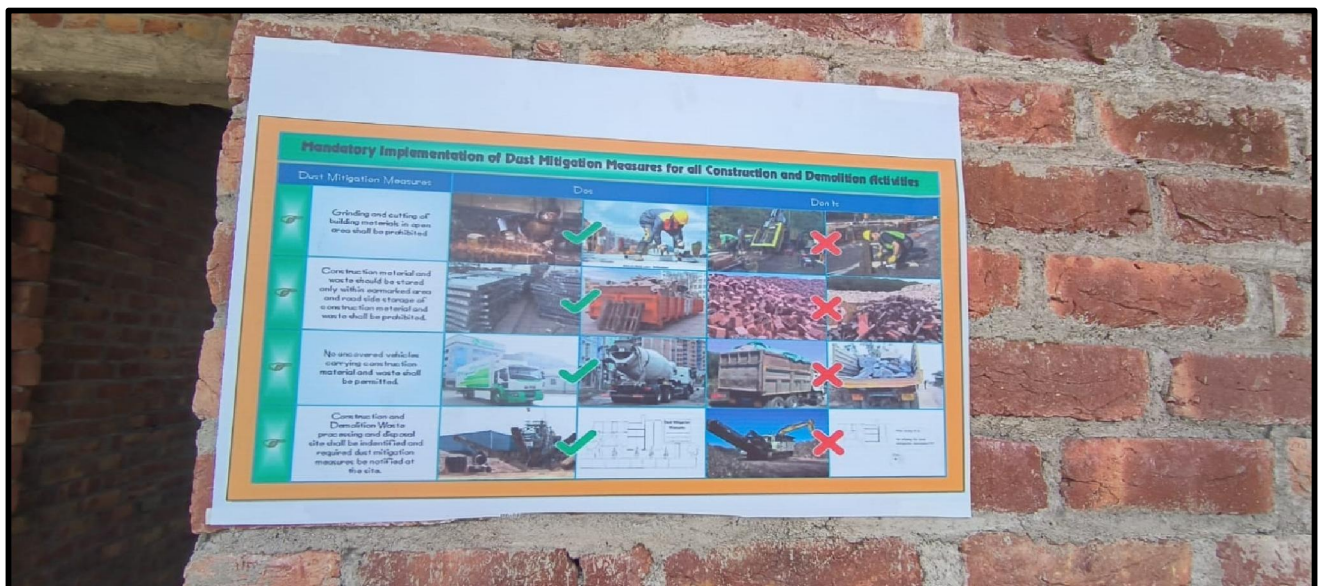 Mandatory Implementation of Dust Mitigation Measures for all Construction and Demolition Activities
Dust Mitigation Measures
Dos
Don ts
Grinding and cutting of
building materials in open
area shall be prohibited
Construction material and
waste should be stored
only within earmarked area
and road side storage of
construction material and
waste shall be prohibited.
No uncovered vehicles
carrying construction
material and waste shall
be permitted.
Construction and
Demolition Waste
processing and disposal
site shall be indentified and
required dust mitigation
measures be notified at
the site.